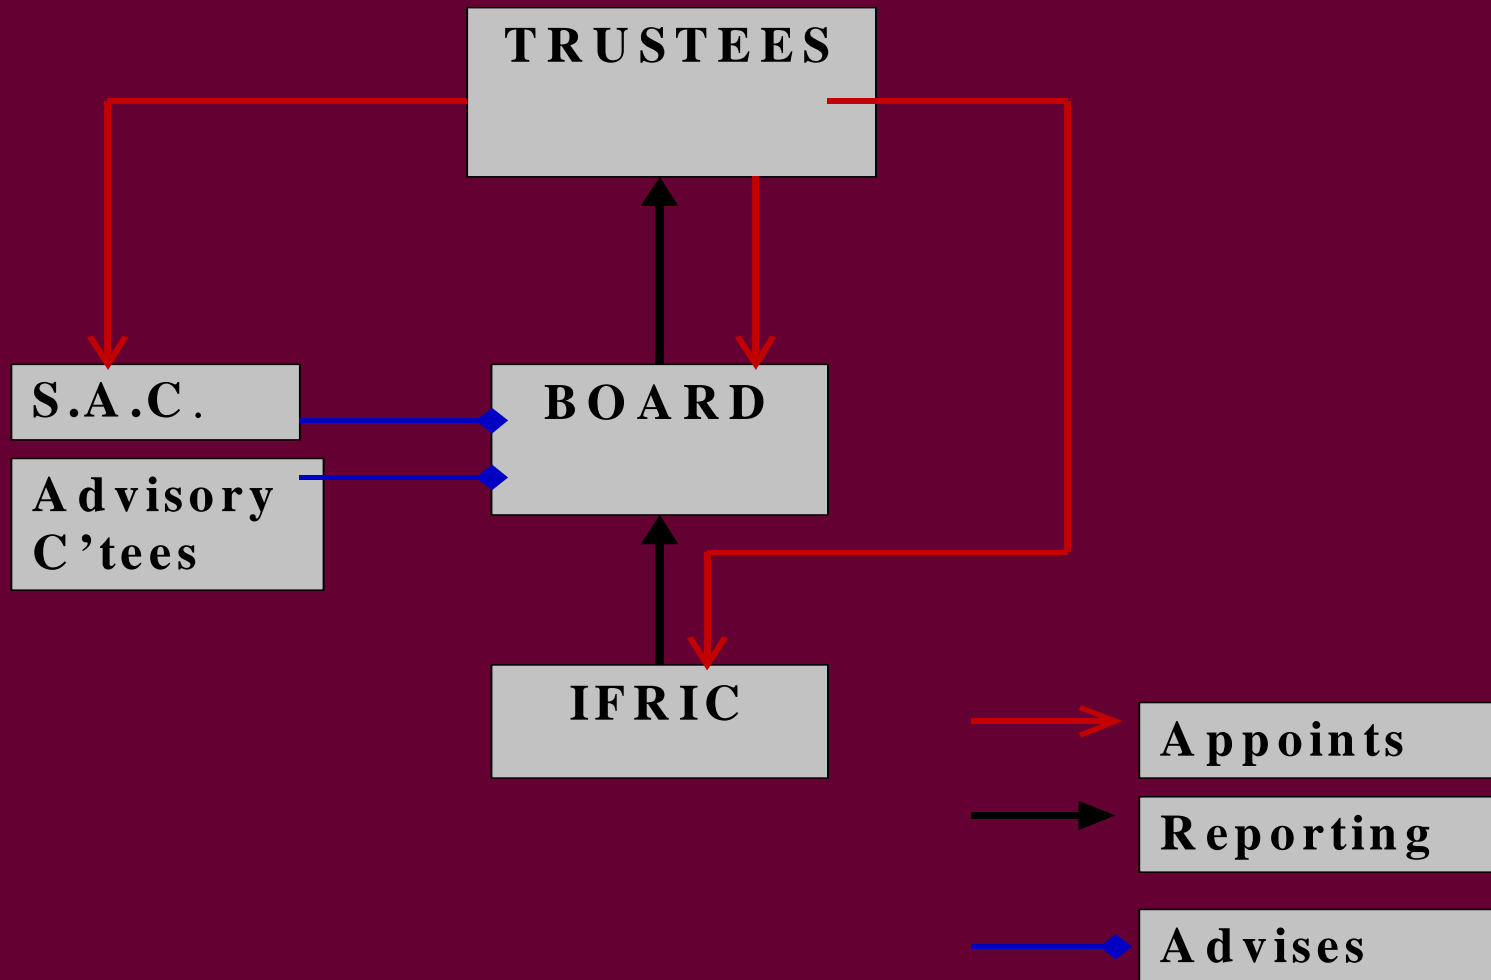 TRUSTEES
S.A.C.
BOARD
Advisory
C’tees
IFRIC
Appoints
Reporting
Advises